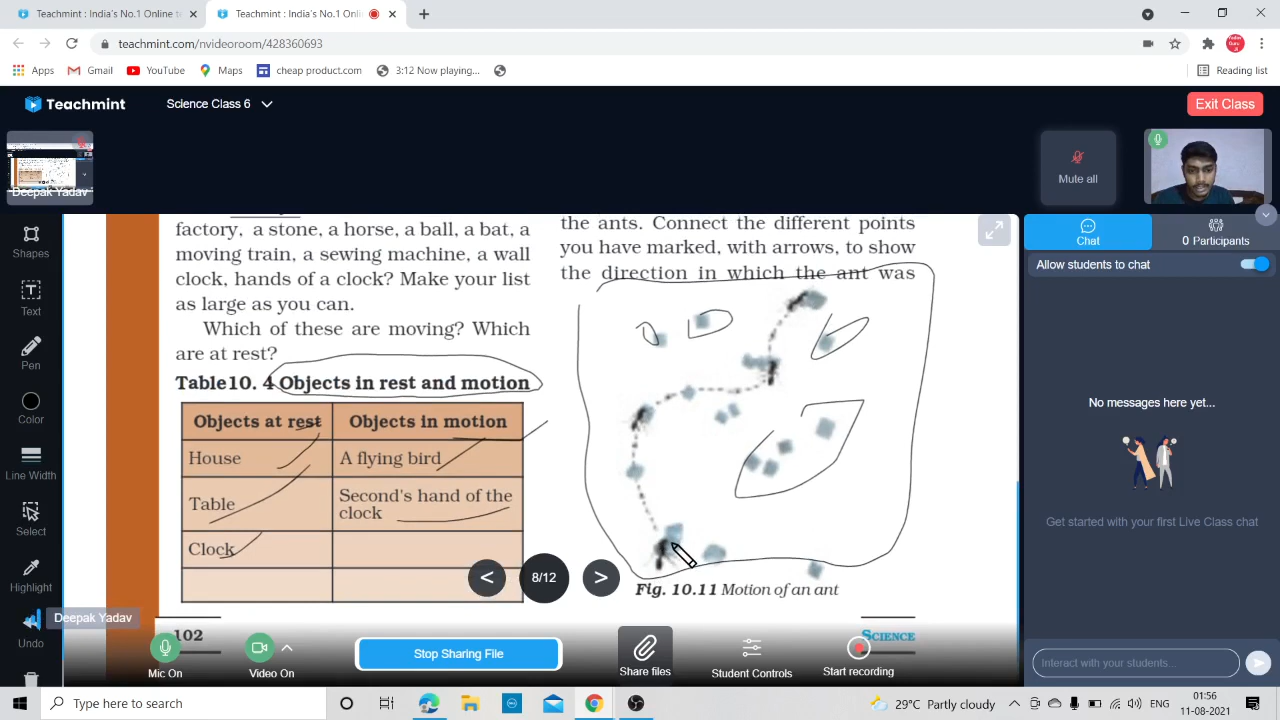 Teachmint : India's No.1 Online t
Teachmint : India's No.1 Onli
teachmint.com/nvideoroom/428360693
Apps
Gmail
YouTube
Maps
cheap product.com
3:12 Now playing...
Reading list
Teachmint
Science Class 6
Exit Class
Deepak Yadav
Mute all
Shapes
Text
Pen
Color
Line Width
Select
Highlight
Undo
factory, a stone, a horse, a ball, a bat, a
moving train, a sewing machine, a wall
clock, hands of a clock? Make your list
as large as you can.
Which of these are moving? Which
are at rest?
Table10. 4 Objects in rest and motion
Objects at rest
Objects in motion
House
A flying bird
Table
Second's hand of the
clock
Clock
102
the ants. Connect the different points
you have marked, with arrows, to show
the direction in which the ant was
Fig. 10.11 Motion of an ant
SCIENCE
< 8/12 >
Deepak Yadav
Mic On
Video On
Stop Sharing File
Share files
Student Controls
Start recording
Chat
0 Participants
Allow students to chat
No messages here yet...
Get started with your first Live Class chat
Interact with your students...
Type here to search
29°C Partly cloudy
ENG
01:56
11-08-2021